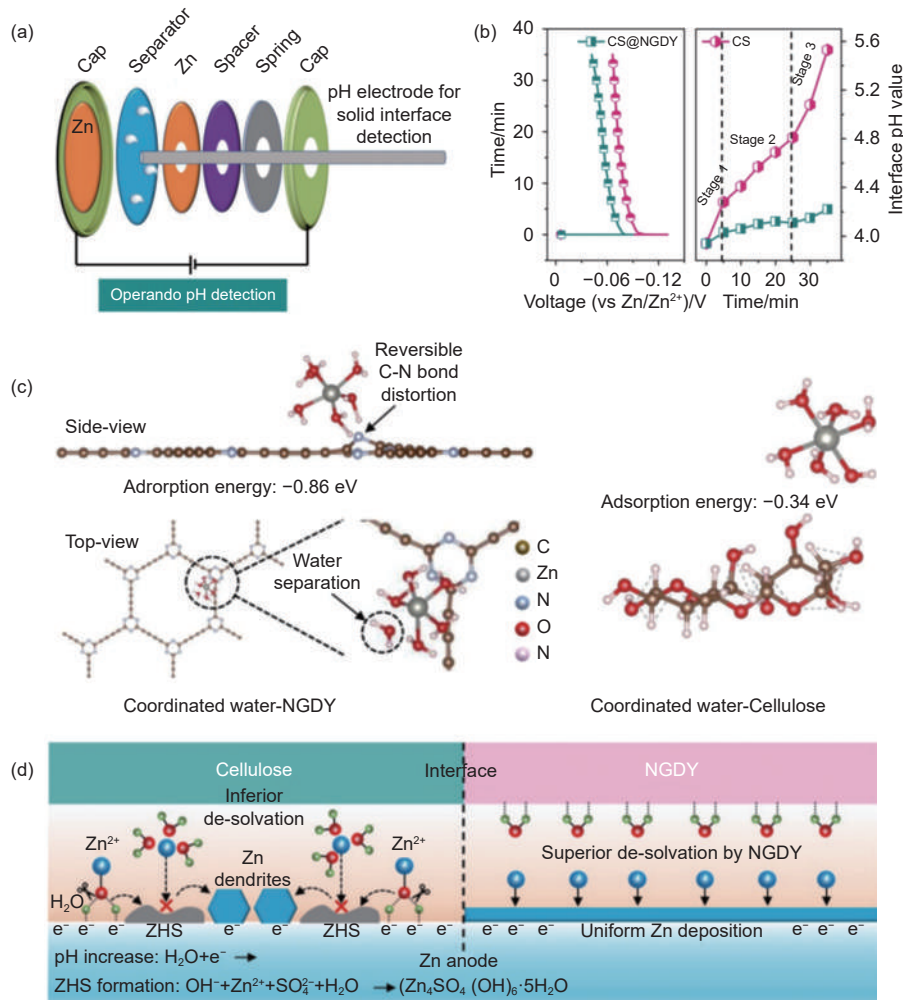 (a)
Cap
Separator
Zn
Spacer
Spring
Cap
Zn
pH electrode for
solid interface
detection
Operando pH detection
(b)
CS@NGDY
CS
Time/min
40
35
30
20
10
0
−0.06
−0.12
Voltage (vs Zn/Zn²⁺)/V
Stage 1
Stage 2
Stage 3
0
10
20
30
Time/min
5.6
5.2
4.8
4.4
4.0
Interface pH value
(c)
Reversible
C-N bond
distortion
Side-view
Adrorption energy: −0.86 eV
Adsorption energy: −0.34 eV
Top-view
Water
separation
C
Zn
N
O
N
Coordinated water-NGDY
Coordinated water-Cellulose
(d)
Cellulose
Interface
NGDY
Inferior
de-solvation
Zn²⁺
Zn²⁺
Zn
dendrites
Superior de-solvation by NGDY
H₂O
ZHS
ZHS
e⁻ e⁻ e⁻ e⁻ e⁻ e⁻ e⁻ e⁻
Uniform Zn deposition
e⁻ e⁻ e⁻ e⁻ e⁻ e⁻
pH increase: H₂O+e⁻
Zn anode
ZHS formation: OH⁻+Zn²⁺+SO₄²⁻+H₂O → (Zn₄SO₄ (OH)₆·5H₂O